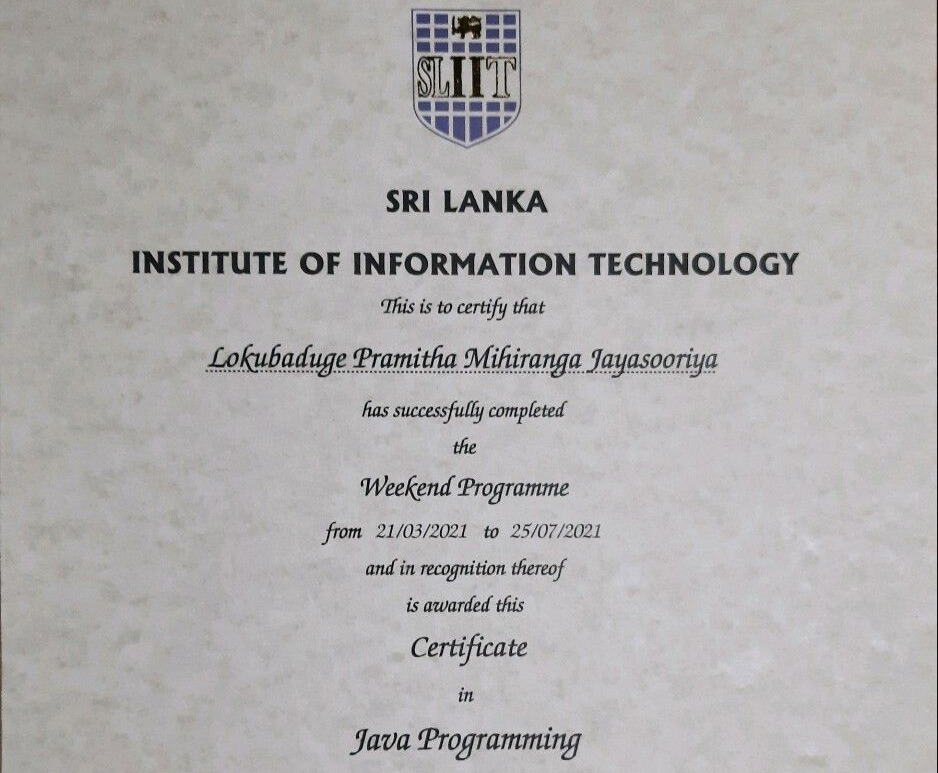 SLIIT
SRI LANKA
INSTITUTE OF INFORMATION TECHNOLOGY
This is to certify that
Lokubaduge Pramitha Mihiranga Jayasooriya
has successfully completed
the
Weekend Programme
from 21/03/2021 to 25/07/2021
and in recognition thereof
is awarded this
Certificate
in
Java Programming